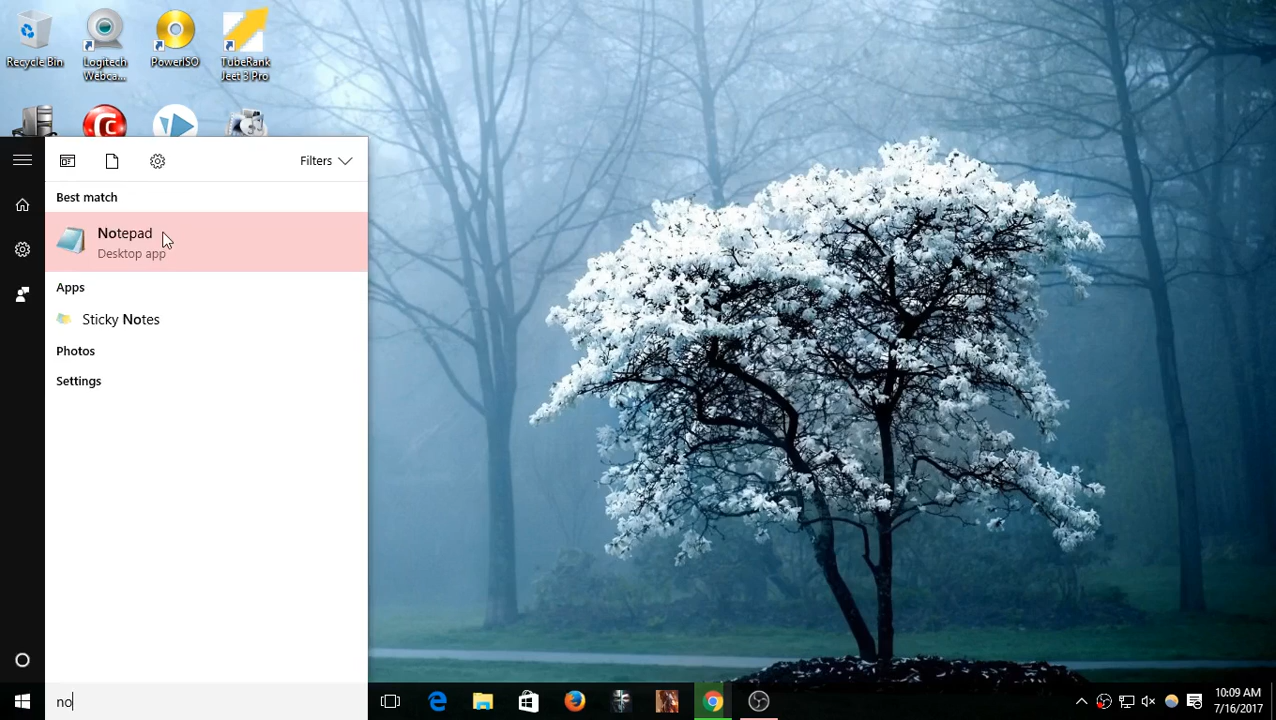 Recycle Bin
Logitech
Webca...
PowerISO
TubeRank
Jeet 3 Pro
Filters
Best match
Notepad
Desktop app
Apps
Sticky Notes
Photos
Settings
no
10:09 AM
7/16/2017